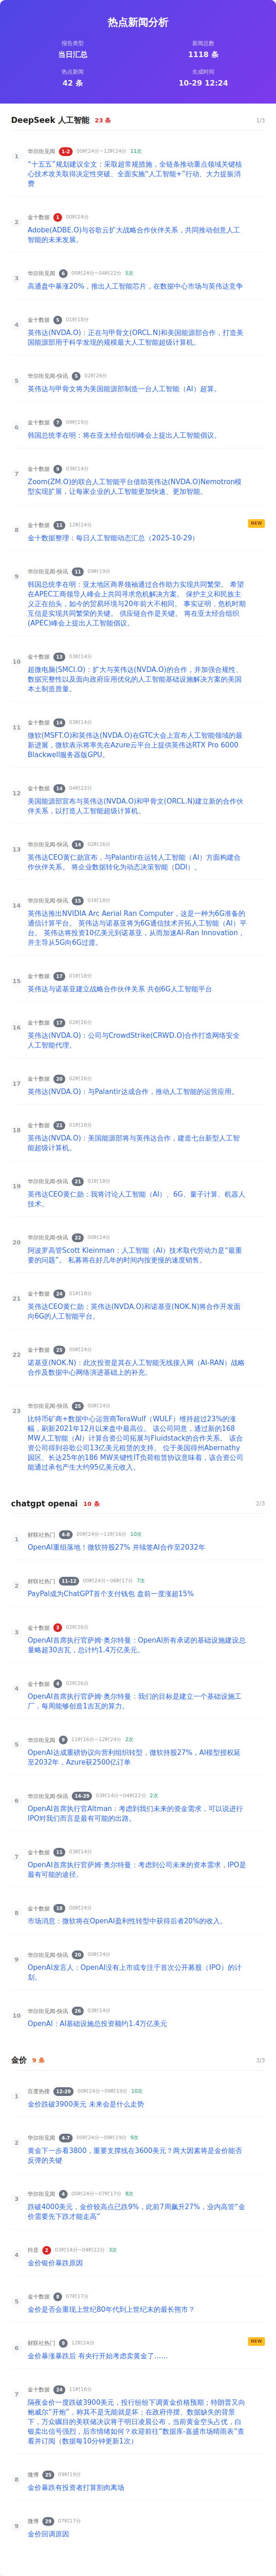 热点新闻分析
报告类型
新闻总数
当日汇总
1118 条
热点新闻
生成时间
42 条
10-29 12:24
DeepSeek 人工智能 23 条
1/3
1
华尔街见闻 1-2 00时24分~12时24分 11次
“十五五”规划建议全文：采取超常规措施，全链条推动重点领域关键核
心技术攻关取得决定性突破、全面实施“人工智能+”行动、大力提振消
费
2
金十数据 1 00时24分
Adobe(ADBE.O)与谷歌云扩大战略合作伙伴关系，共同推动创意人工
智能的未来发展。
3
华尔街见闻 6 00时24分~04时22分 5次
高通盘中暴涨20%，推出人工智能芯片，在数据中心市场与英伟达竞争
4
金十数据 5 01时18分
英伟达(NVDA.O)：正在与甲骨文(ORCL.N)和美国能源部合作，打造美
国能源部用于科学发现的规模最大人工智能超级计算机。
5
华尔街见闻-快讯 5 02时26分
英伟达与甲骨文将为美国能源部制造一台人工智能（AI）超算。
6
金十数据 7 09时19分
韩国总统李在明：将在亚太经合组织峰会上提出人工智能倡议。
7
金十数据 9 03时14分
Zoom(ZM.O)的联合人工智能平台借助英伟达(NVDA.O)Nemotron模
型实现扩展，让每家企业的人工智能更加快速、更加智能。
8
金十数据 11 12时24分
NEW
金十数据整理：每日人工智能动态汇总（2025-10-29）
9
华尔街见闻-快讯 11 09时19分
韩国总统李在明：亚太地区商界领袖通过合作助力实现共同繁荣。 希望
在APEC工商领导人峰会上共同寻求危机解决方案。 保护主义和民族主
义正在抬头，如今的贸易环境与20年前大不相同。 事实证明，危机时期
互信是实现共同繁荣的关键。 供应链合作是关键。 将在亚太经合组织
(APEC)峰会上提出人工智能倡议。
10
金十数据 13 03时14分
超微电脑(SMCI.O)：扩大与英伟达(NVDA.O)的合作，并加强合规性、
数据完整性以及面向政府应用优化的人工智能基础设施解决方案的美国
本土制造质量。
11
金十数据 14 03时14分
微软(MSFT.O)和英伟达(NVDA.O)在GTC大会上宣布人工智能领域的最
新进展，微软表示将率先在Azure云平台上提供英伟达RTX Pro 6000
Blackwell服务器版GPU。
12
金十数据 14 04时22分
美国能源部宣布与英伟达(NVDA.O)和甲骨文(ORCL.N)建立新的合作伙
伴关系，以打造人工智能超级计算机。
13
华尔街见闻-快讯 14 02时26分
英伟达CEO黄仁勋宣布，与Palantir在运转人工智能（AI）方面构建合
作伙伴关系。 将企业数据转化为动态决策智能（DDI）。
14
华尔街见闻-快讯 15 01时18分
英伟达推出NVIDIA Arc Aerial Ran Computer，这是一种为6G准备的
通信计算平台。 英伟达与诺基亚将为6G通信技术开拓人工智能（AI）平
台。 英伟达将投资10亿美元到诺基亚，从而加速AI-Ran Innovation，
并主导从5G向6G过渡。
15
金十数据 17 01时18分
英伟达与诺基亚建立战略合作伙伴关系 共创6G人工智能平台
16
金十数据 17 02时26分
英伟达(NVDA.O)：公司与CrowdStrike(CRWD.O)合作打造网络安全
人工智能代理。
17
金十数据 20 02时26分
英伟达(NVDA.O)：与Palantir达成合作，推动人工智能的运营应用。
18
金十数据 21 01时18分
英伟达(NVDA.O)：美国能源部将与英伟达合作，建造七台新型人工智
能超级计算机。
19
华尔街见闻-快讯 21 01时18分
英伟达CEO黄仁勋：我将讨论人工智能（AI）、6G、量子计算、机器人
技术。
20
华尔街见闻-快讯 22 00时24分
阿波罗高管Scott Kleinman：人工智能（AI）技术取代劳动力是“最重
要的问题”。 私募将在好几年的时间内按更慢的速度销售。
21
金十数据 24 01时18分
英伟达CEO黄仁勋：英伟达(NVDA.O)和诺基亚(NOK.N)将合作开发面
向6G的人工智能平台。
22
金十数据 25 00时24分
诺基亚(NOK.N)：此次投资是其在人工智能无线接入网（AI-RAN）战略
合作及数据中心网络演进基础上的补充。
23
华尔街见闻-快讯 25 00时24分
比特币矿商+数据中心运营商TeraWulf（WULF）维持超过23%的涨
幅，刷新2021年12月以来盘中最高位。 该公司同意，通过新的168
MW人工智能（AI）计算合资公司拓展与Fluidstack的合作关系。 该合
资公司得到谷歌公司13亿美元租赁的支持。 位于美国得州Abernathy
园区、长达25年的186 MW关键性IT负荷租赁协议意味着，该合资公司
能通过承包产生大约95亿美元收入。
chatgpt openai 10 条
2/3
1
财联社热门 4-8 00时24分~11时16分 10次
OpenAI重组落地！微软持股27% 并续签AI合作至2032年
2
财联社热门 11-12 00时24分~06时17分 7次
PayPal成为ChatGPT首个支付钱包 盘前一度涨超15%
3
金十数据 3 02时26分
OpenAI首席执行官萨姆·奥尔特曼：OpenAI所有承诺的基础设施建设总
量略超30吉瓦，总计约1.4万亿美元。
4
金十数据 4 02时26分
OpenAI首席执行官萨姆·奥尔特曼：我们的目标是建立一个基础设施工
厂，每周能够创造1吉瓦的算力。
5
华尔街见闻 8 11时16分~12时24分 2次
OpenAI达成重磅协议向营利组织转型，微软持股27%，AI模型授权延
至2032年，Azure获2500亿订单
6
华尔街见闻-快讯 14-29 03时14分~04时22分 2次
OpenAI首席执行官Altman：考虑到我们未来的资金需求，可以说进行
IPO对我们而言是最有可能的出路。
7
金十数据 11 03时14分
OpenAI首席执行官萨姆·奥尔特曼：考虑到公司未来的资本需求，IPO是
最有可能的途径。
8
金十数据 18 00时24分
市场消息：微软将在OpenAI盈利性转型中获得后者20%的收入。
9
华尔街见闻-快讯 20 00时24分
OpenAI发言人：OpenAI没有上市或专注于首次公开募股（IPO）的计
划。
10
华尔街见闻-快讯 26 03时14分
OpenAI：AI基础设施总投资额约1.4万亿美元
金价 9 条
3/3
1
百度热搜 12-29 00时24分~09时19分 10次
金价跌破3900美元 未来会是什么走势
2
华尔街见闻 4-7 00时24分~09时19分 9次
黄金下一步看3800，重要支撑线在3600美元？两大因素将是金价能否
反弹的关键
3
华尔街见闻 4 00时24分~07时17分 8次
跌破4000美元，金价较高点已跌9%，此前7周飙升27%，业内高管“金
价需要先下跌才能走高”
4
抖音 2 03时14分~04时22分 3次
金价银价暴跌原因
5
金十数据 8 07时17分
金价是否会重现上世纪80年代到上世纪末的最长熊市？
6
财联社热门 9 12时24分
NEW
金价暴涨暴跌后 有央行开始考虑卖黄金了……
7
金十数据 24 11时16分
隔夜金价一度跌破3900美元，投行纷纷下调黄金价格预期；特朗普又向
鲍威尔“开炮”，称其不是无能就是坏；在政府停摆、数据缺失的背景
下，万众瞩目的美联储决议将于明日凌晨公布，当前黄金空头占优，白
银卖出信号强烈，后市情绪如何？欢迎前往“数据库-嘉盛市场晴雨表”查
看并订阅（数据每10分钟更新1次）
8
微博 25 09时19分
金价暴跌有投资者打算割肉离场
9
微博 29 07时17分
金价回调原因